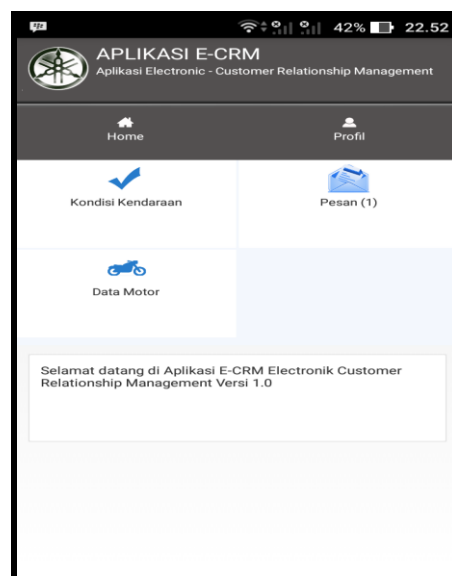 42% 22.52
APLIKASI E-CRM
Aplikasi Electronic - Customer Relationship Management
Home Profil
Kondisi Kendaraan Pesan (1)
Data Motor
Selamat datang di Aplikasi E-CRM Electronik Customer
Relationship Management Versi 1.0